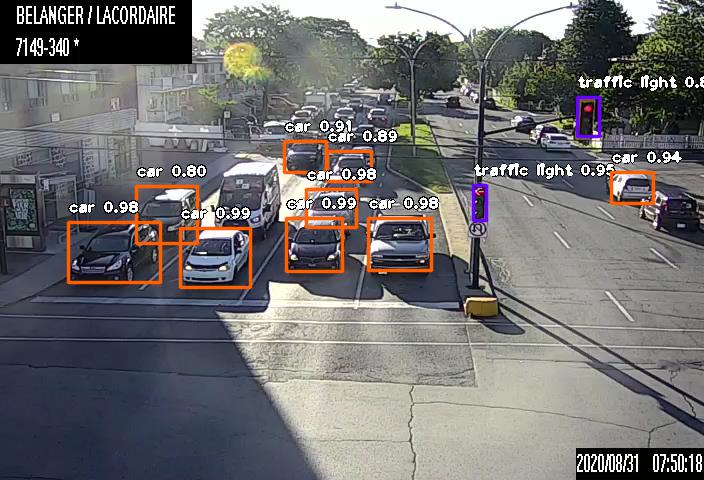 BELANGER / LACORDAIRE
7149-340 *
traffic light 0.8
car 0.91
car 0.89
car 0.94
car 0.80
car 0.98
traffic light 0.95
car 0.98
car 0.99
car 0.99
car 0.98
2020/08/31 07:50:18